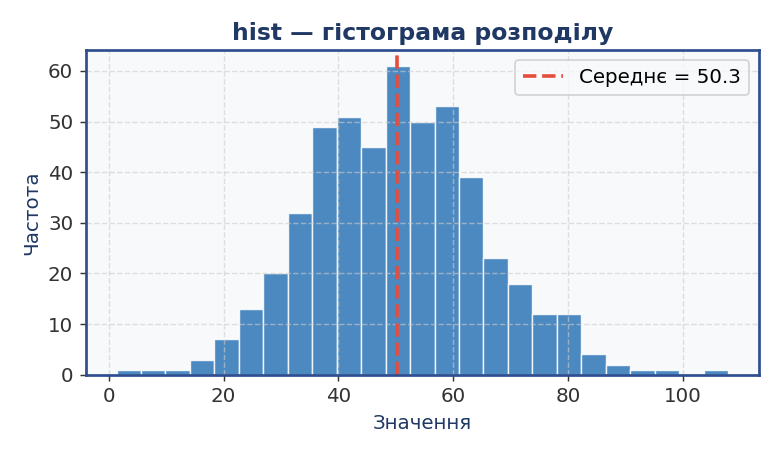 hist — гістограма розподілу
Середнє = 50.3
Частота
60
50
40
30
20
10
0
0 20 40 60 80 100
Значення